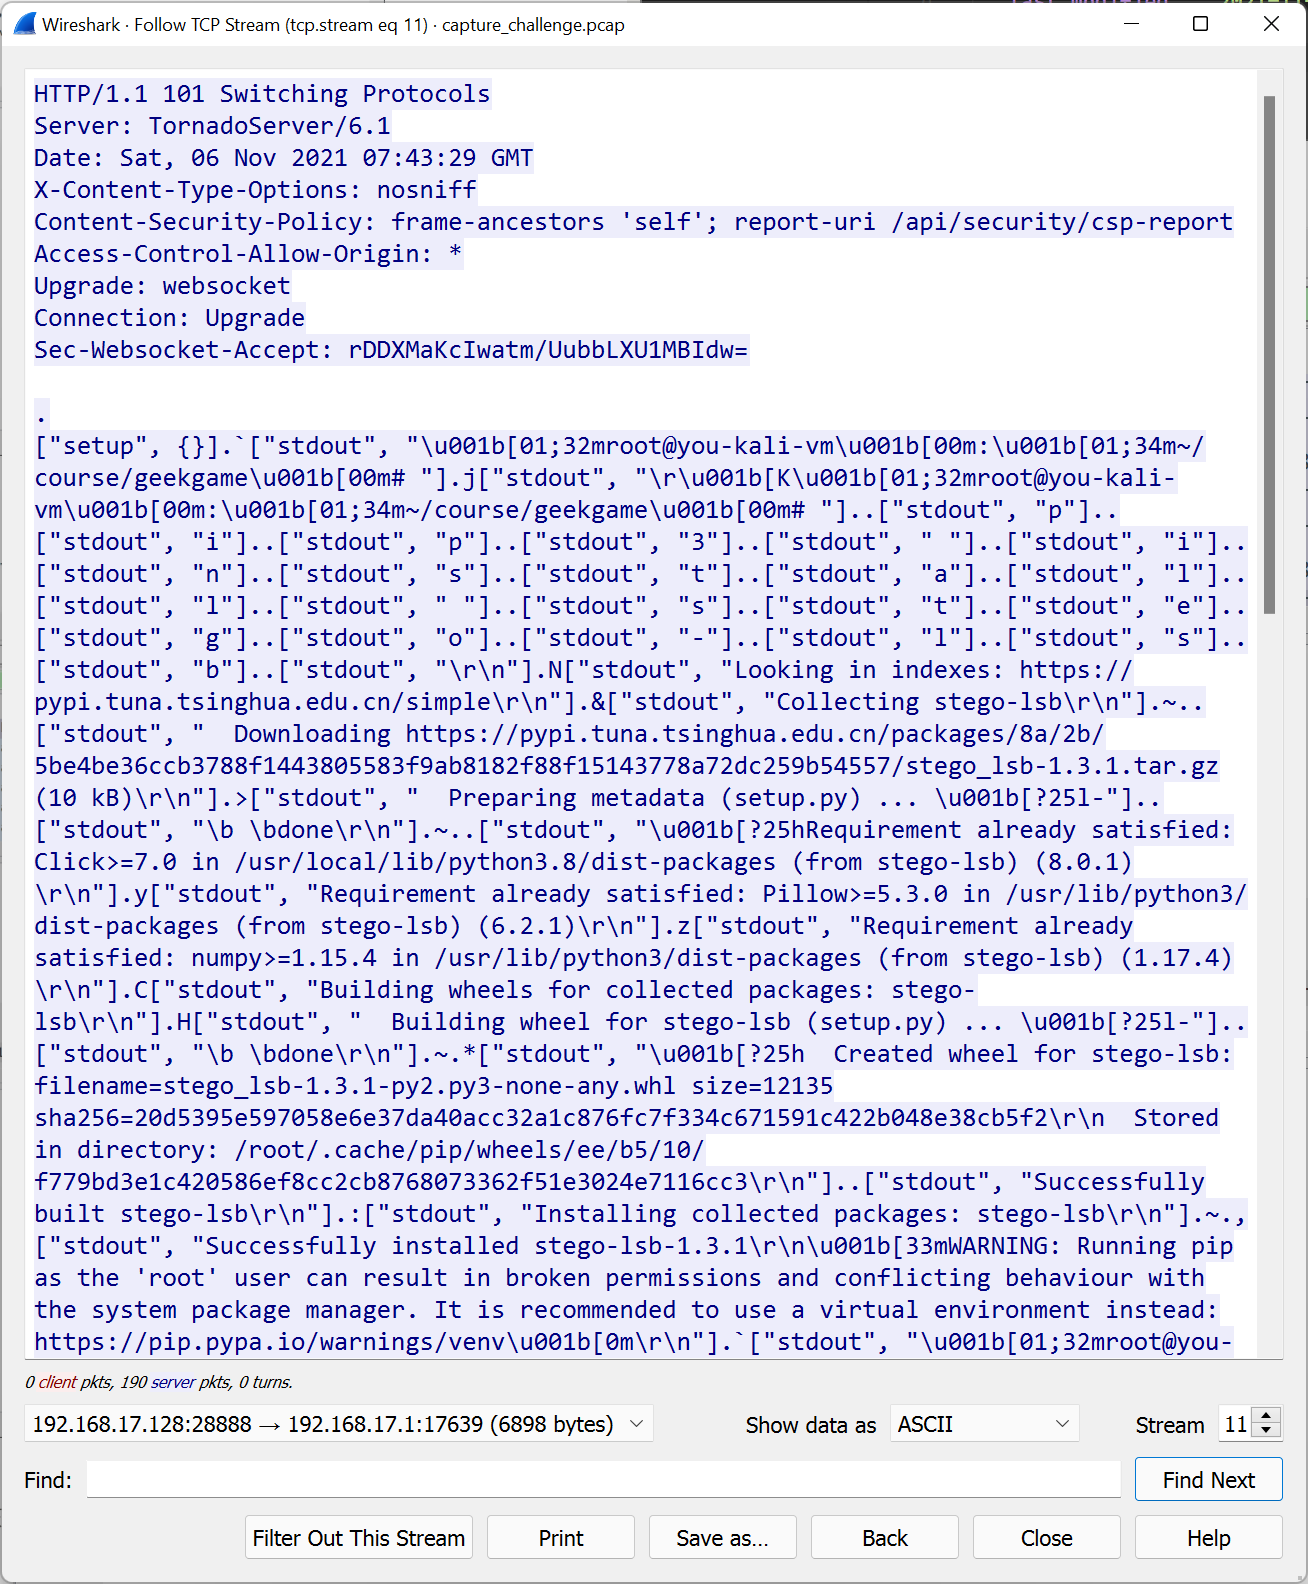 Wireshark · Follow TCP Stream (tcp.stream eq 11) · capture_challenge.pcap
HTTP/1.1 101 Switching Protocols
Server: TornadoServer/6.1
Date: Sat, 06 Nov 2021 07:43:29 GMT
X-Content-Type-Options: nosniff
Content-Security-Policy: frame-ancestors 'self'; report-uri /api/security/csp-report
Access-Control-Allow-Origin: *
Upgrade: websocket
Connection: Upgrade
Sec-Websocket-Accept: rDDXMaKcIwatm/UubbLXU1MBIdw=
.
["setup", {}].`["stdout", "\u001b[01;32mroot@you-kali-vm\u001b[00m:\u001b[01;34m~/
course/geekgame\u001b[00m# "].j["stdout", "\r\u001b[K\u001b[01;32mroot@you-kali-
vm\u001b[00m:\u001b[01;34m~/course/geekgame\u001b[00m# "]..["stdout", "p"]..
["stdout", "i"]..["stdout", "p"]..["stdout", "3"]..["stdout", " "]..["stdout", "i"]..
["stdout", "n"]..["stdout", "s"]..["stdout", "t"]..["stdout", "a"]..["stdout", "l"]..
["stdout", "l"]..["stdout", " "]..["stdout", "s"]..["stdout", "t"]..["stdout", "e"]..
["stdout", "g"]..["stdout", "o"]..["stdout", "-"]..["stdout", "l"]..["stdout", "s"]..
["stdout", "b"]..["stdout", "\r\n"].N["stdout", "Looking in indexes: https://
pypi.tuna.tsinghua.edu.cn/simple\r\n"].&["stdout", "Collecting stego-lsb\r\n"].~..
["stdout", "  Downloading https://pypi.tuna.tsinghua.edu.cn/packages/8a/2b/
5be4be36ccb3788f1443805583f9ab8182f88f15143778a72dc259b54557/stego_lsb-1.3.1.tar.gz
(10 kB)\r\n"].>["stdout", "  Preparing metadata (setup.py) ... \u001b[?25l-"]..
["stdout", "\b \bdone\r\n"].~..["stdout", "\u001b[?25hRequirement already satisfied:
Click>=7.0 in /usr/local/lib/python3.8/dist-packages (from stego-lsb) (8.0.1)
\r\n"].y["stdout", "Requirement already satisfied: Pillow>=5.3.0 in /usr/lib/python3/
dist-packages (from stego-lsb) (6.2.1)\r\n"].z["stdout", "Requirement already
satisfied: numpy>=1.15.4 in /usr/lib/python3/dist-packages (from stego-lsb) (1.17.4)
\r\n"].C["stdout", "Building wheels for collected packages: stego-
lsb\r\n"].H["stdout", "  Building wheel for stego-lsb (setup.py) ... \u001b[?25l-"]..
["stdout", "\b \bdone\r\n"].~.*["stdout", "\u001b[?25h  Created wheel for stego-lsb:
filename=stego_lsb-1.3.1-py2.py3-none-any.whl size=12135
sha256=20d5395e597058e6e37da40acc32a1c876fc7f334c671591c422b048e38cb5f2\r\n  Stored
in directory: /root/.cache/pip/wheels/ee/b5/10/
f779bd3e1c420586ef8cc2cb8768073362f51e3024e7116cc3\r\n"]..["stdout", "Successfully
built stego-lsb\r\n"].:["stdout", "Installing collected packages: stego-lsb\r\n"].~.,
["stdout", "Successfully installed stego-lsb-1.3.1\r\n\u001b[33mWARNING: Running pip
as the 'root' user can result in broken permissions and conflicting behaviour with
the system package manager. It is recommended to use a virtual environment instead:
https://pip.pypa.io/warnings/venv\u001b[0m\r\n"].`["stdout", "\u001b[01;32mroot@you-
0 client pkts, 190 server pkts, 0 turns.
192.168.17.128:28888 → 192.168.17.1:17639 (6898 bytes) Show data as ASCII Stream 11
Find: Find Next
Filter Out This Stream Print Save as... Back Close Help